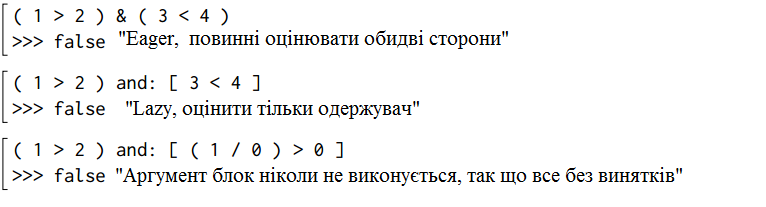 ( 1 > 2 ) & ( 3 < 4 )
>>> false "Eager, повинні оцінювати обидві сторони"
( 1 > 2 ) and: [ 3 < 4 ]
>>> false "Lazy, оцінити тільки одержувач"
( 1 > 2 ) and: [ ( 1 / 0 ) > 0 ]
>>> false "Аргумент блок ніколи не виконується, так що все без винятків"